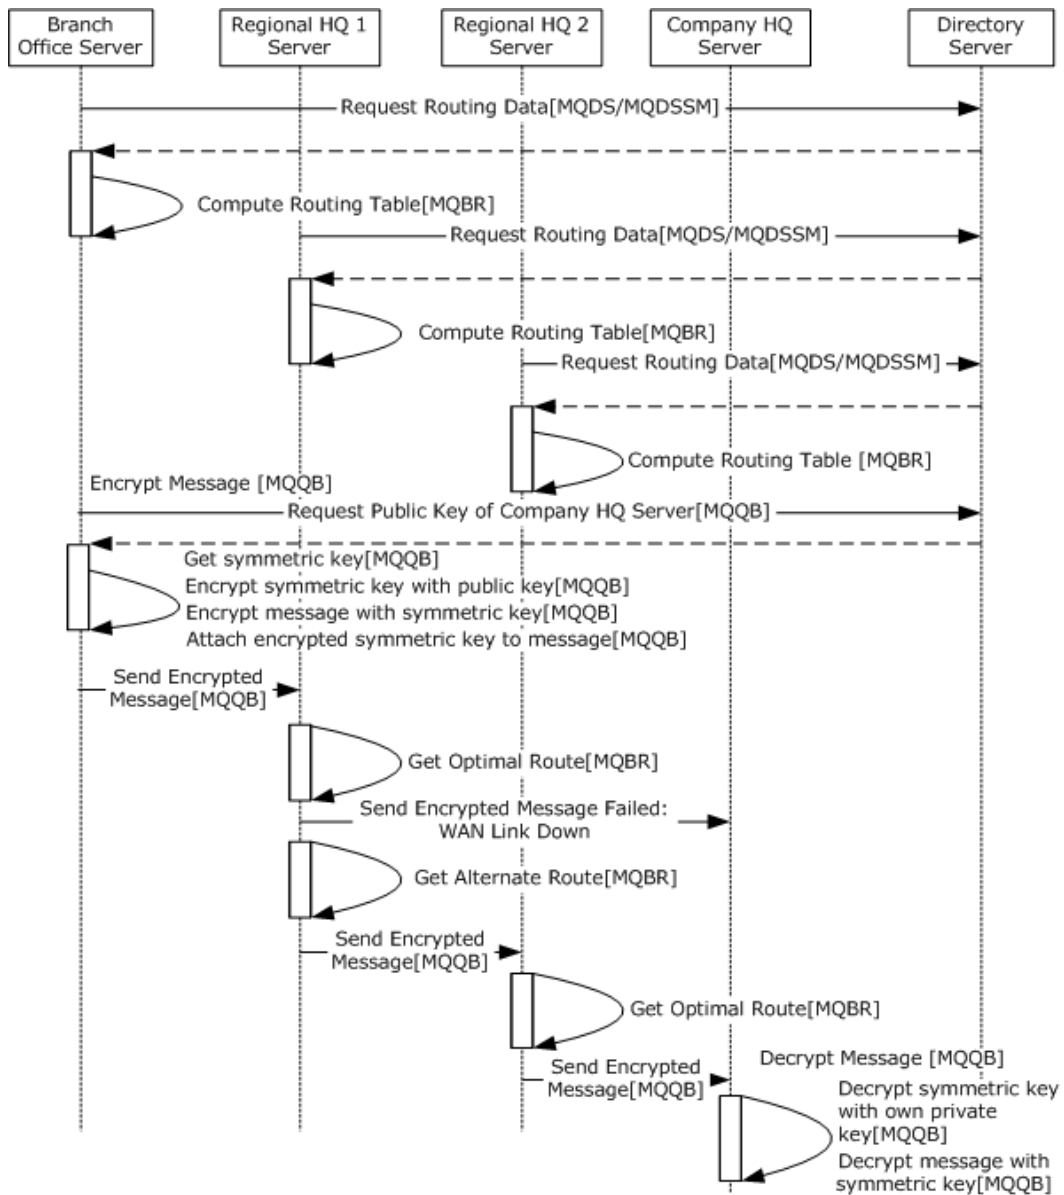 Branch
Office Server
Regional HQ 1
Server
Regional HQ 2
Server
Company HQ
Server
Directory
Server
Request Routing Data[MQDS/MQDSSM]
Compute Routing Table[MQBR]
Request Routing Data[MQDS/MQDSSM]
Compute Routing Table[MQBR]
Request Routing Data[MQDS/MQDSSM]
Compute Routing Table [MQBR]
Encrypt Message [MQQB]
Request Public Key of Company HQ Server[MQQB]
Get symmetric key[MQQB]
Encrypt symmetric key with public key[MQQB]
Encrypt message with symmetric key[MQQB]
Attach encrypted symmetric key to message[MQQB]
Send Encrypted
Message[MQQB]
Get Optimal Route[MQBR]
Send Encrypted Message Failed:
WAN Link Down
Get Alternate Route[MQBR]
Send Encrypted
Message[MQQB]
Get Optimal Route[MQBR]
Send Encrypted
Message[MQQB]
Decrypt Message [MQQB]
Decrypt symmetric key
with own private
key[MQQB]
Decrypt message with
symmetric key[MQQB]